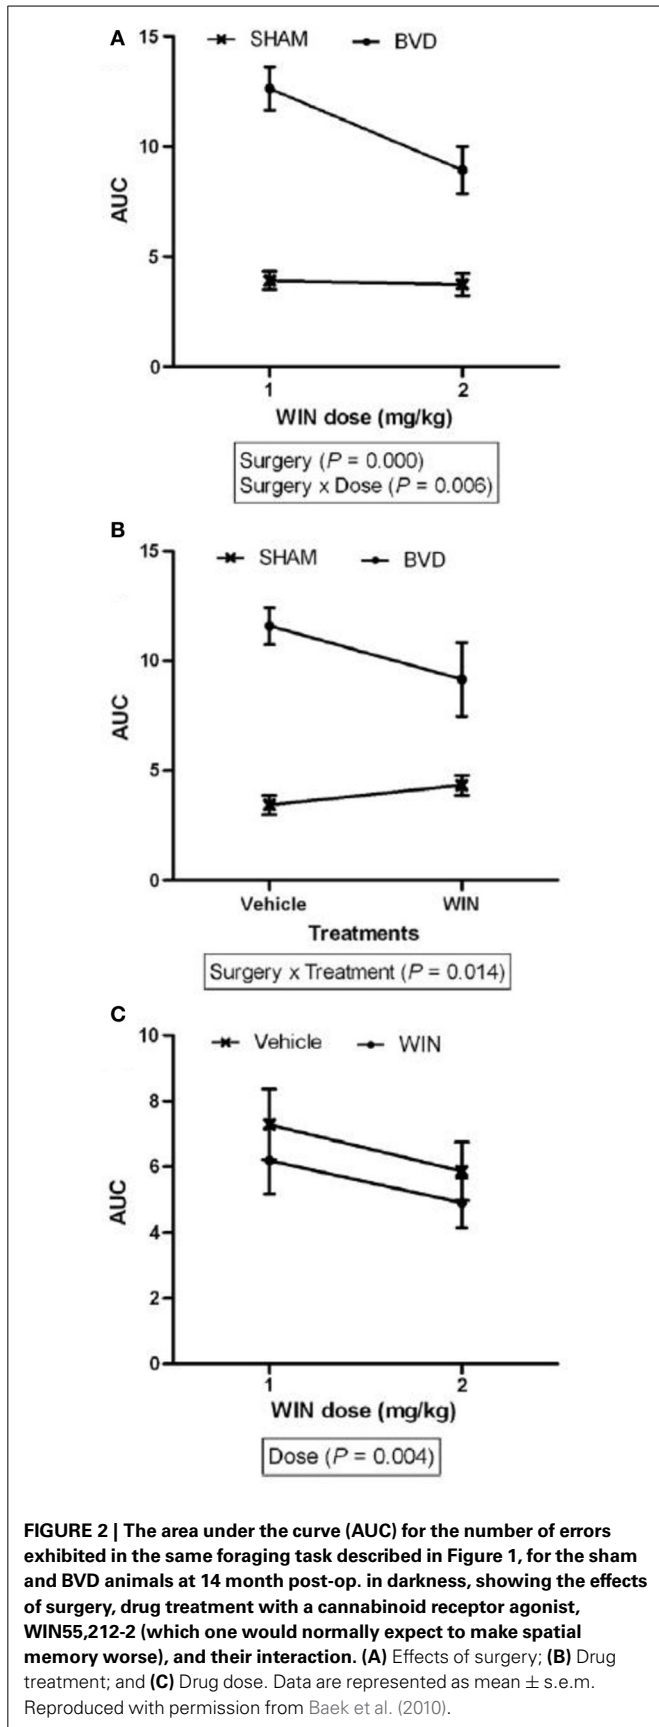 A
SHAM BVD
15
10
5
0
AUC
1 2
WIN dose (mg/kg)
Surgery (P = 0.000)
Surgery x Dose (P = 0.006)
B
SHAM BVD
15
10
5
0
AUC
Vehicle WIN
Treatments
Surgery x Treatment (P = 0.014)
C
Vehicle WIN
10
8
6
4
2
0
AUC
1 2
WIN dose (mg/kg)
Dose (P = 0.004)
FIGURE 2 | The area under the curve (AUC) for the number of errors
exhibited in the same foraging task described in Figure 1, for the sham
and BVD animals at 14 month post-op. in darkness, showing the effects
of surgery, drug treatment with a cannabinoid receptor agonist,
WIN55,212-2 (which one would normally expect to make spatial
memory worse), and their interaction. (A) Effects of surgery; (B) Drug
treatment; and (C) Drug dose. Data are represented as mean ± s.e.m.
Reproduced with permission from Baek et al. (2010).